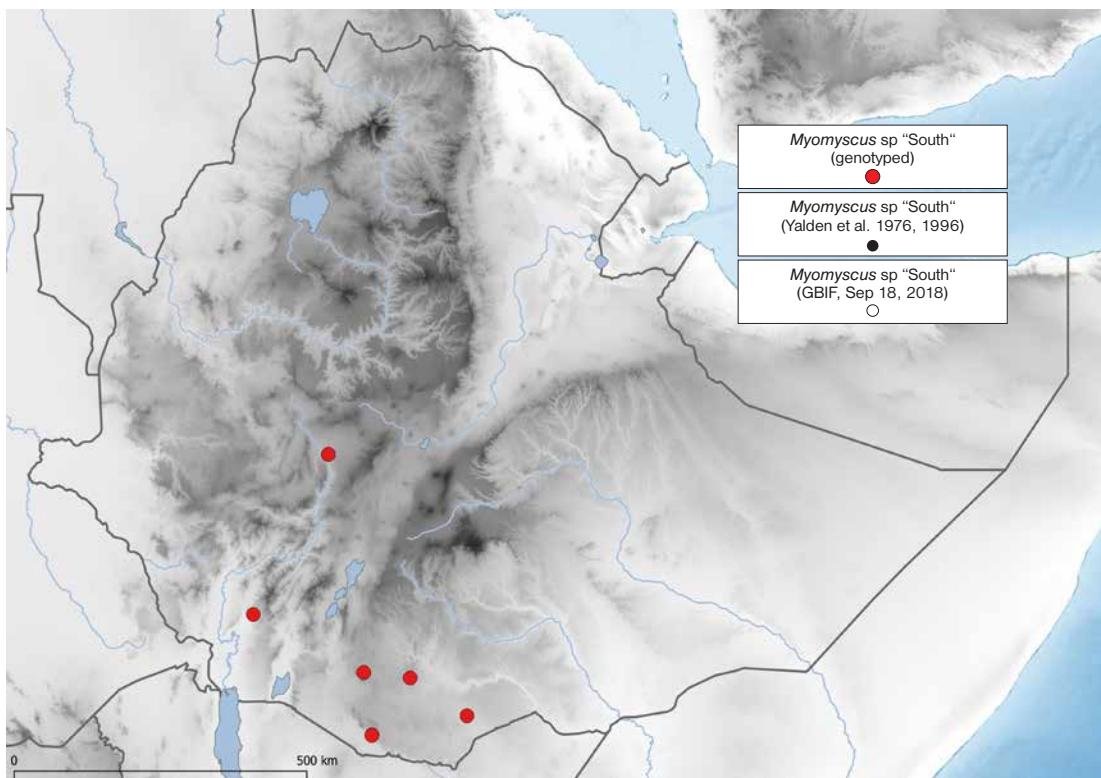 Myomyscus sp “South“
(genotyped)
Myomyscus sp “South“
(Yalden et al. 1976, 1996)
Myomyscus sp “South“
(GBIF, Sep 18, 2018)
0 500 km